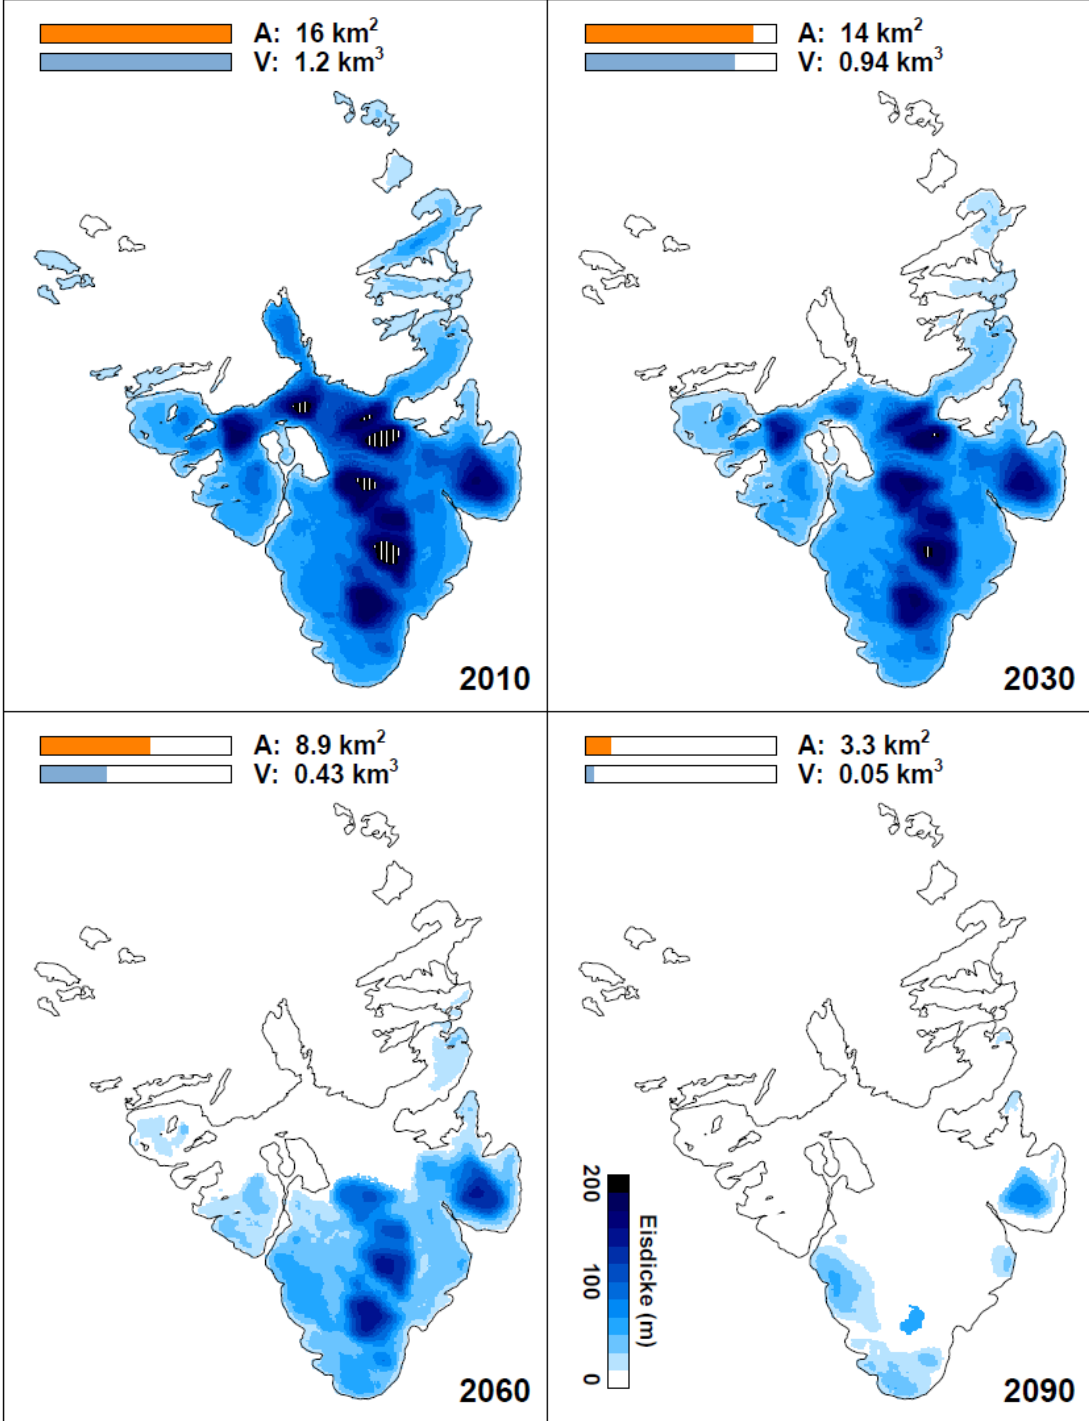 A: 16 km²
V: 1.2 km³
2010
A: 14 km²
V: 0.94 km³
2030
A: 8.9 km²
V: 0.43 km³
2060
A: 3.3 km²
V: 0.05 km³
200
100
0
Eisdicke (m)
2090